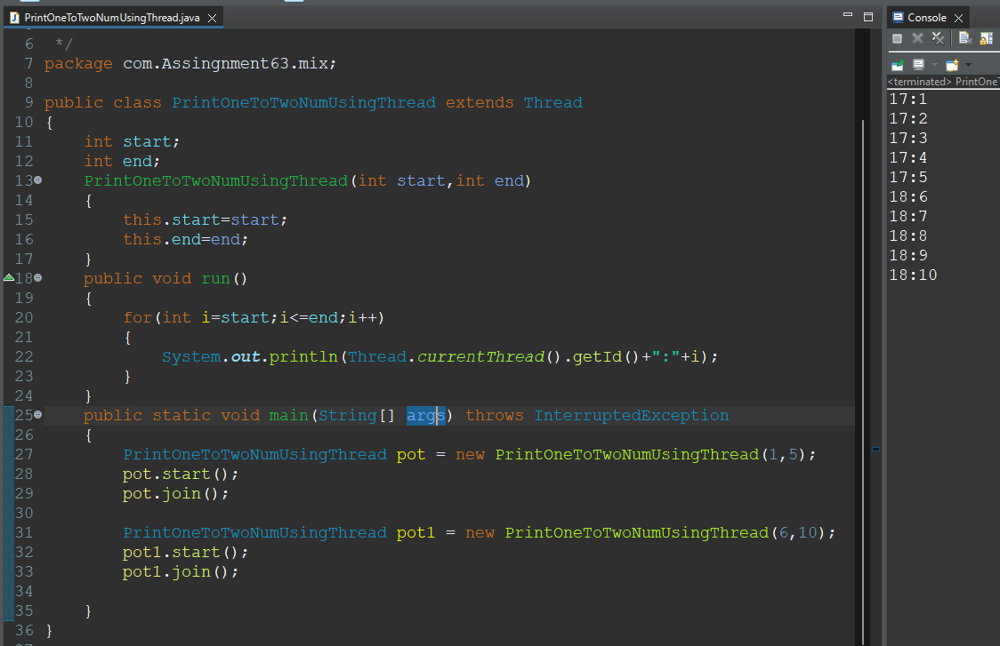 PrintOneToTwoNumUsingThread.java
6 */
7 package com.Assingnment63.mix;
8
9 public class PrintOneToTwoNumUsingThread extends Thread
10 {
11 int start;
12 int end;
13 PrintOneToTwoNumUsingThread(int start,int end)
14 {
15 this.start=start;
16 this.end=end;
17 }
18 public void run()
19 {
20 for(int i=start;i<=end;i++)
21 {
22 System.out.println(Thread.currentThread().getId()+":"+i);
23 }
24 }
25 public static void main(String[] args) throws InterruptedException
26 {
27 PrintOneToTwoNumUsingThread pot = new PrintOneToTwoNumUsingThread(1,5);
28 pot.start();
29 pot.join();
30
31 PrintOneToTwoNumUsingThread pot1 = new PrintOneToTwoNumUsingThread(6,10);
32 pot1.start();
33 pot1.join();
34
35 }
36 }
Console
<terminated> PrintOneT
17:1
17:2
17:3
17:4
17:5
18:6
18:7
18:8
18:9
18:10